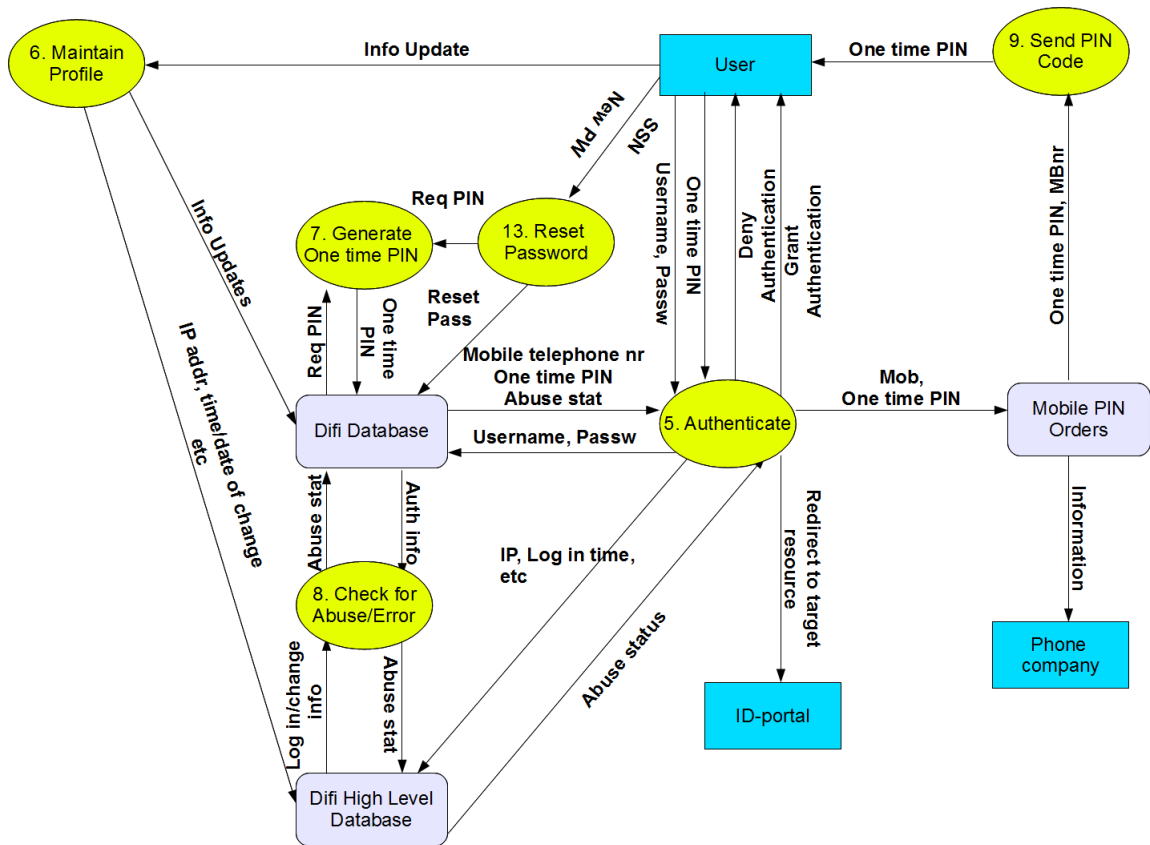 6. Maintain
Profile
Info Update
User
One time PIN
9. Send PIN
Code
New PW
SSN
Username, Passw
One time PIN
Deny
Authentication
Grant
Authentication
One time PIN, MBnr
Req PIN
7. Generate
One time PIN
13. Reset
Password
Info Updates
Req PIN
One time
PIN
Reset
Pass
Mobile telephone nr
One time PIN
Abuse stat
Mob,
One time PIN
Difi Database
5. Authenticate
Mobile PIN
Orders
Username, Passw
IP addr, time/date of change
etc
Abuse stat
Auth info
IP, Log in time,
etc
Redirect to target
resource
Information
8. Check for
Abuse/Error
Phone
company
Log in/change
info
Abuse stat
Abuse status
ID-portal
Difi High Level
Database